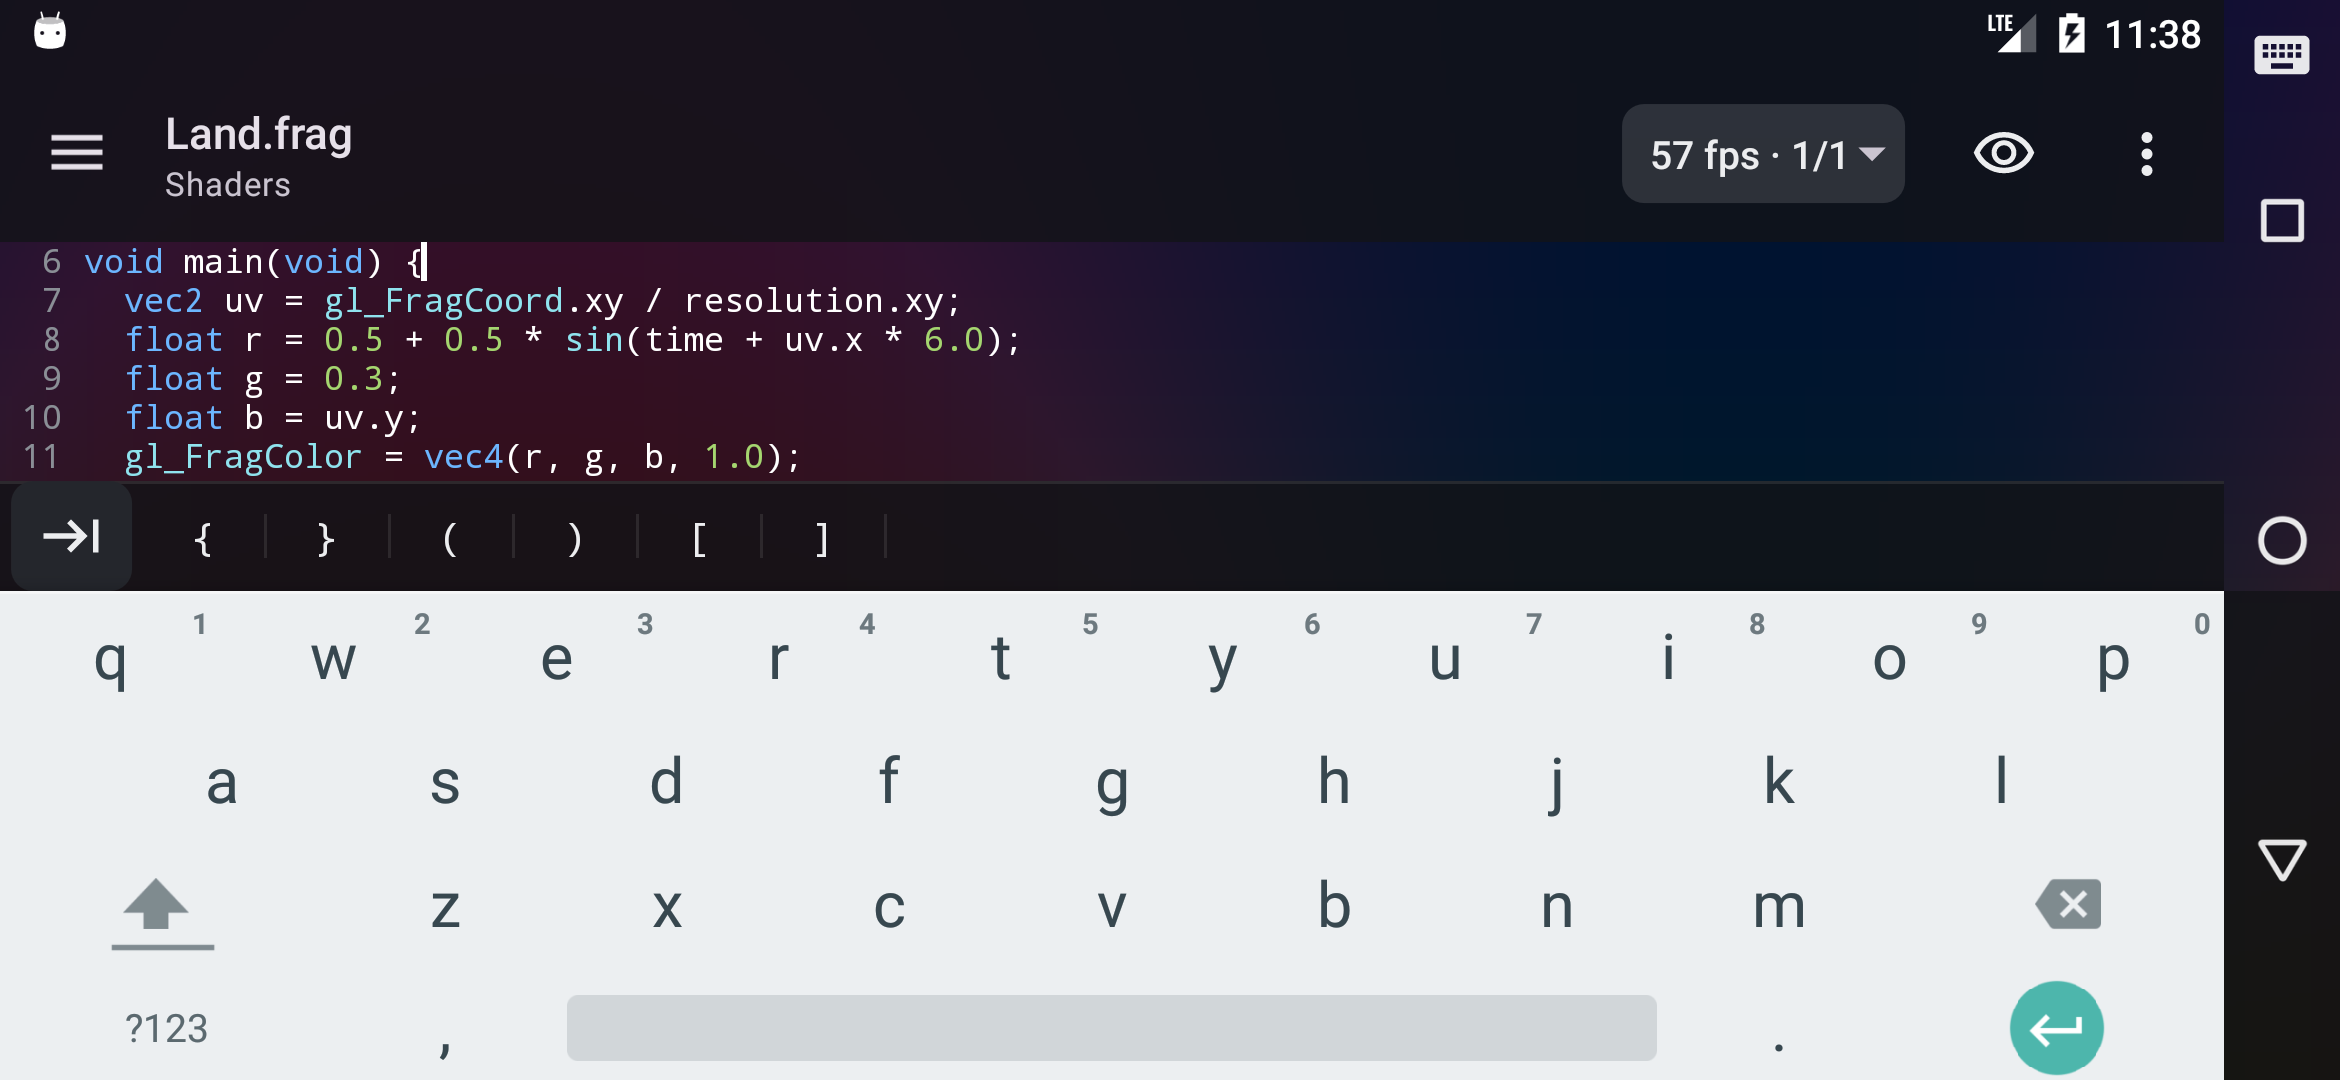 LTE 11:38
Land.frag
Shaders
57 fps · 1/1
6 void main(void) {
7 vec2 uv = gl_FragCoord.xy / resolution.xy;
8 float r = 0.5 + 0.5 * sin(time + uv.x * 6.0);
9 float g = 0.3;
10 float b = uv.y;
11 gl_FragColor = vec4(r, g, b, 1.0);
{ } ( ) [ ]
1 2 3 4 5 6 7 8 9 0
q w e r t y u i o p
a s d f g h j k l
z x c v b n m
?123 , .